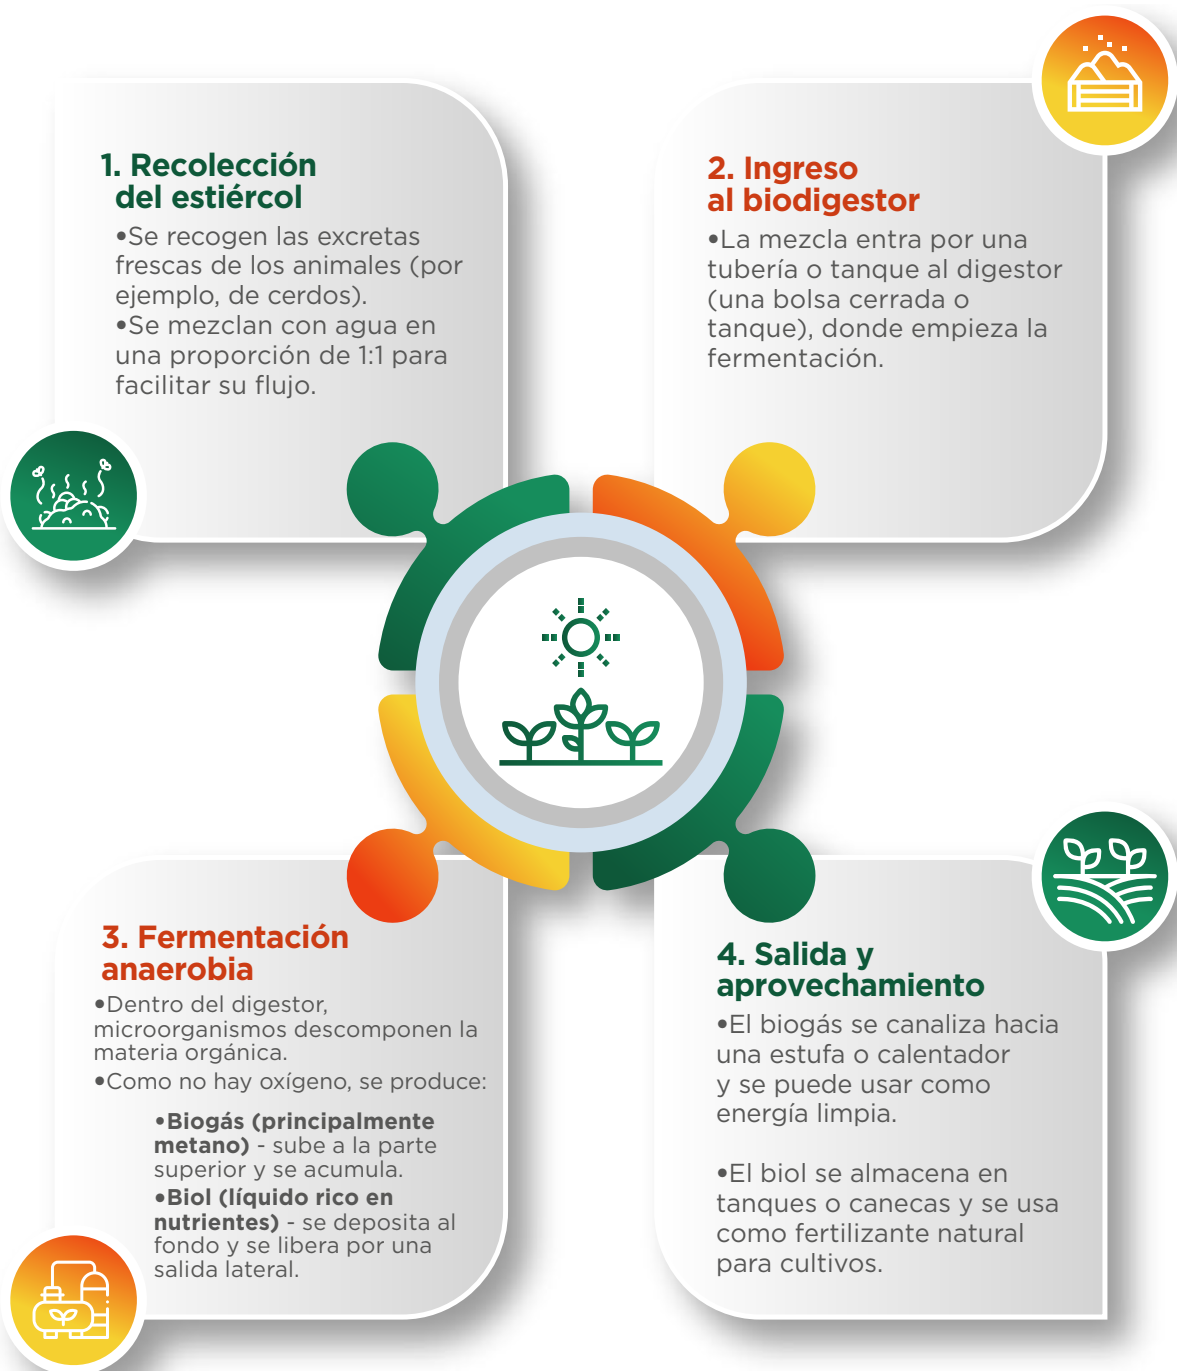 1. Recolección
del estiércol
•Se recogen las excretas
frescas de los animales (por
ejemplo, de cerdos).
•Se mezclan con agua en
una proporción de 1:1 para
facilitar su flujo.
2. Ingreso
al biodigestor
•La mezcla entra por una
tubería o tanque al digestor
(una bolsa cerrada o
tanque), donde empieza la
fermentación.
3. Fermentación
anaerobia
•Dentro del digestor,
microorganismos descomponen la
materia orgánica.
•Como no hay oxígeno, se produce:
•Biogás (principalmente
metano) - sube a la parte
superior y se acumula.
•Biol (líquido rico en
nutrientes) - se deposita al
fondo y se libera por una
salida lateral.
4. Salida y
aprovechamiento
•El biogás se canaliza hacia
una estufa o calentador
y se puede usar como
energía limpia.
•El biol se almacena en
tanques o canecas y se usa
como fertilizante natural
para cultivos.